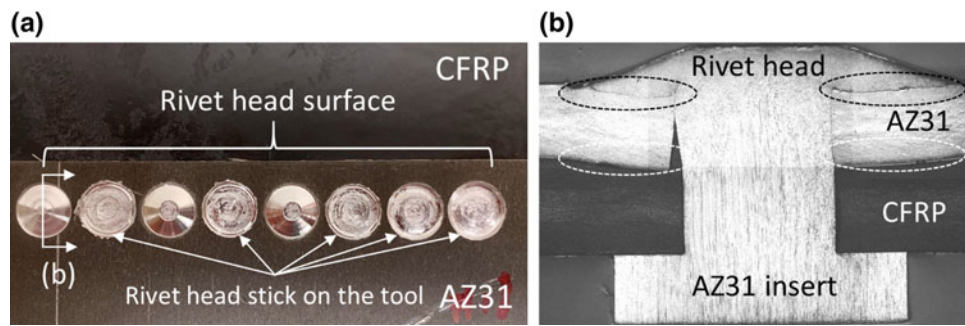 (a)
CFRP
Rivet head surface
(b)
Rivet head stick on the tool
AZ31
(b)
Rivet head
AZ31
CFRP
AZ31 insert